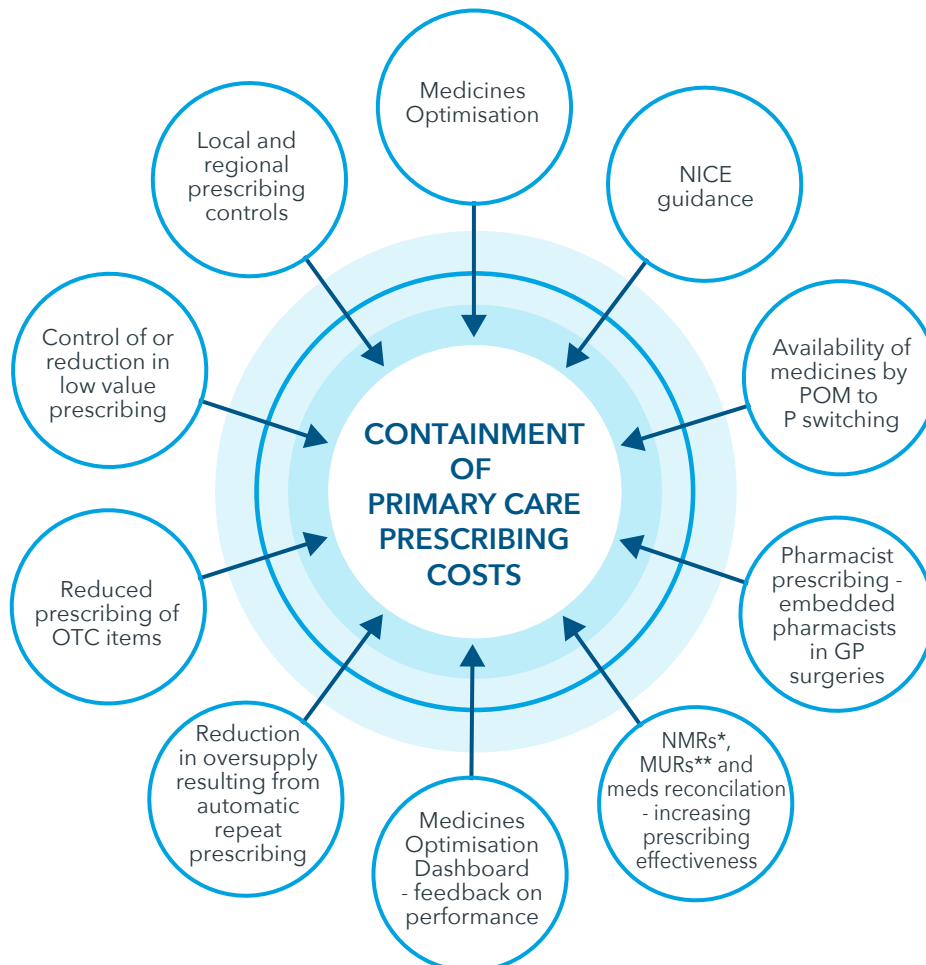 Medicines
Optimisation
NICE
guidance
Availability of
medicines by
POM to
P switching
Pharmacist
prescribing -
embedded
pharmacists
in GP
surgeries
NMRs*,
MURs** and
meds reconcilation
- increasing
prescribing
effectiveness
Medicines
Optimisation
Dashboard
- feedback on
performance
Reduction
in oversupply
resulting from
automatic
repeat
prescribing
Reduced
prescribing of
OTC items
Control of or
reduction in
low value
prescribing
Local and
regional
prescribing
controls
CONTAINMENT
OF
PRIMARY CARE
PRESCRIBING
COSTS